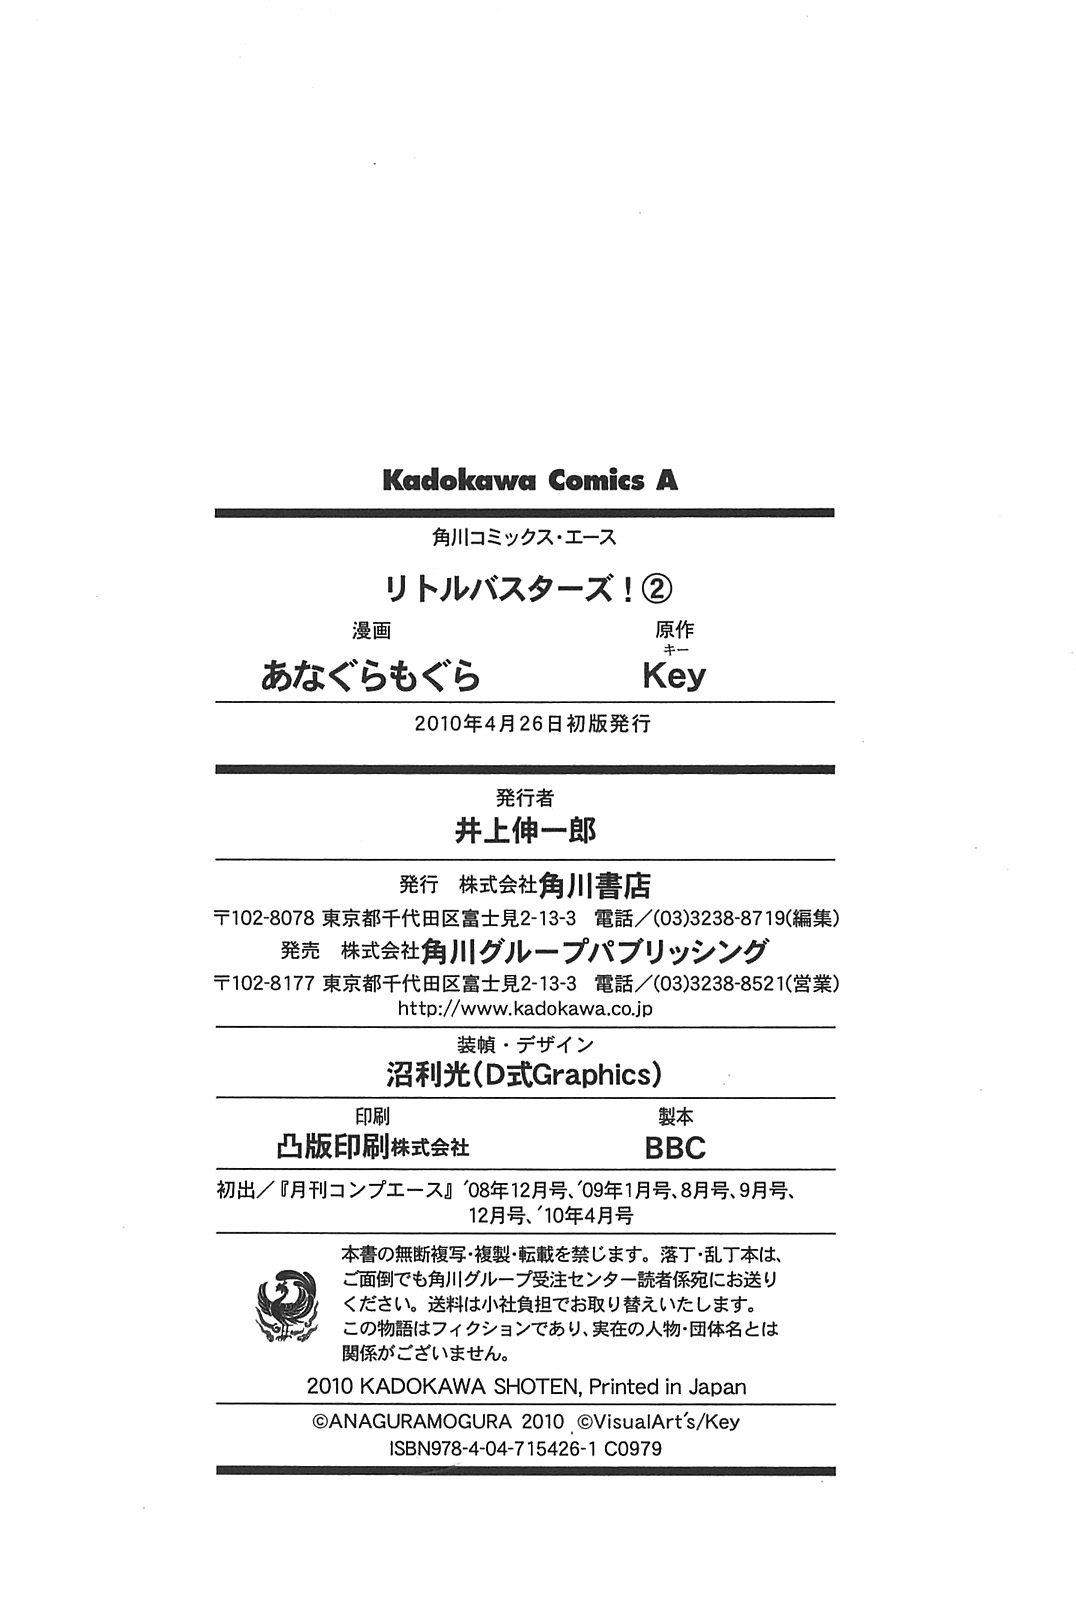 Kadokawa Comics A
角川コミックス・エース
リトルバスターズ！②
漫画　原作
キー
あなぐらもぐら　Key
2010年4月26日初版発行
発行者
井上伸一郎
発行　株式会社角川書店
〒102-8078 東京都千代田区富士見2-13-3　電話／(03)3238-8719(編集)
発売　株式会社角川グループパブリッシング
〒102-8177 東京都千代田区富士見2-13-3　電話／(03)3238-8521(営業)
http://www.kadokawa.co.jp
装幀・デザイン
沼利光(D式Graphics)
印刷　製本
凸版印刷株式会社　BBC
初出／『月刊コンプエース』'08年12月号、'09年1月号、8月号、9月号、
12月号、'10年4月号
本書の無断複写・複製・転載を禁じます。落丁・乱丁本は、
ご面倒でも角川グループ受注センター読者係宛にお送り
ください。送料は小社負担でお取り替えいたします。
この物語はフィクションであり、実在の人物・団体名とは
関係がございません。
2010 KADOKAWA SHOTEN, Printed in Japan
©ANAGURAMOGURA 2010 ©VisualArt's/Key
ISBN978-4-04-715426-1 C0979